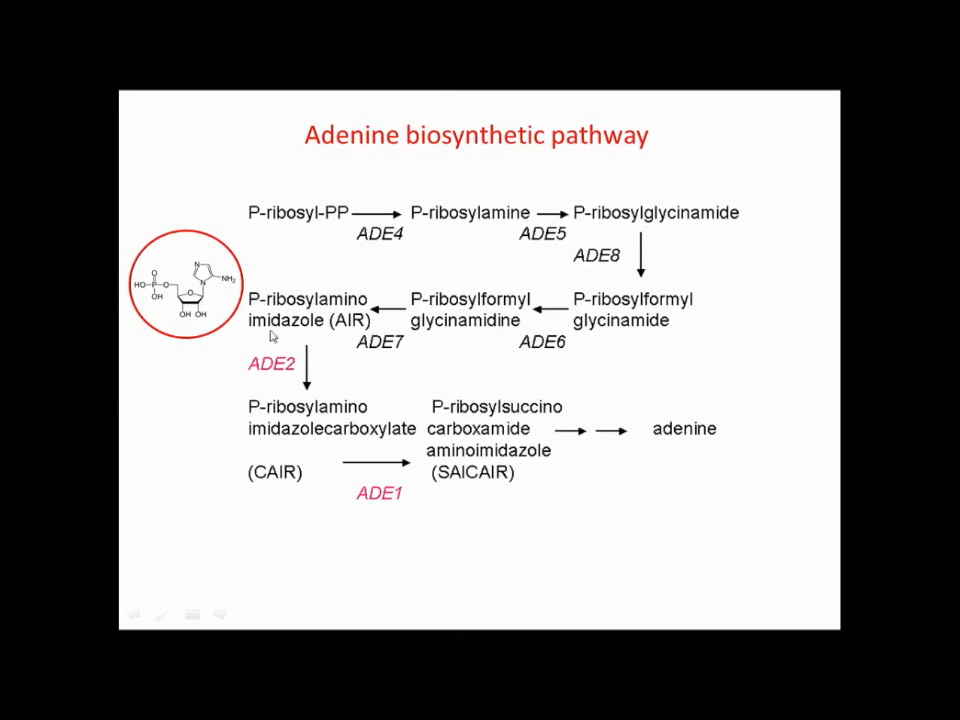 Adenine biosynthetic pathway
P-ribosyl-PP P-ribosylamine P-ribosylglycinamide
ADE4 ADE5
ADE8
N
NH2
O
HO P O N
OH O
OH OH
P-ribosylamino P-ribosylformyl P-ribosylformyl
imidazole (AIR) glycinamidine glycinamide
ADE7 ADE6
ADE2
P-ribosylamino P-ribosylsuccino
imidazolecarboxylate carboxamide adenine
aminoimidazole
(CAIR) (SAICAIR)
ADE1